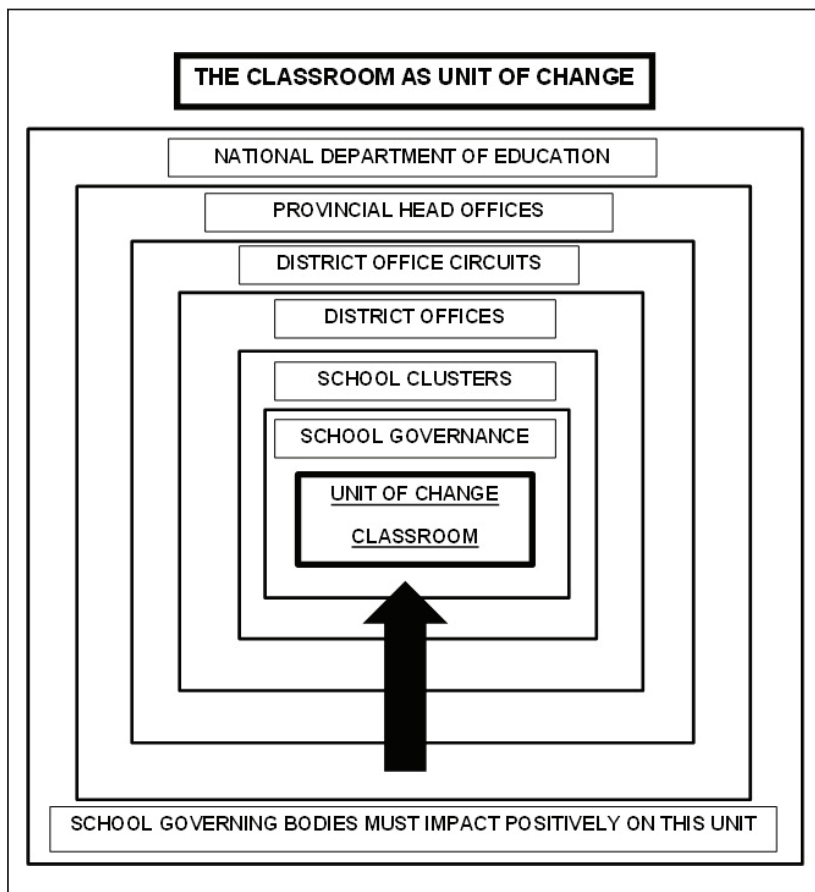 THE CLASSROOM AS UNIT OF CHANGE
NATIONAL DEPARTMENT OF EDUCATION
PROVINCIAL HEAD OFFICES
DISTRICT OFFICE CIRCUITS
DISTRICT OFFICES
SCHOOL CLUSTERS
SCHOOL GOVERNANCE
UNIT OF CHANGE
CLASSROOM
SCHOOL GOVERNING BODIES MUST IMPACT POSITIVELY ON THIS UNIT